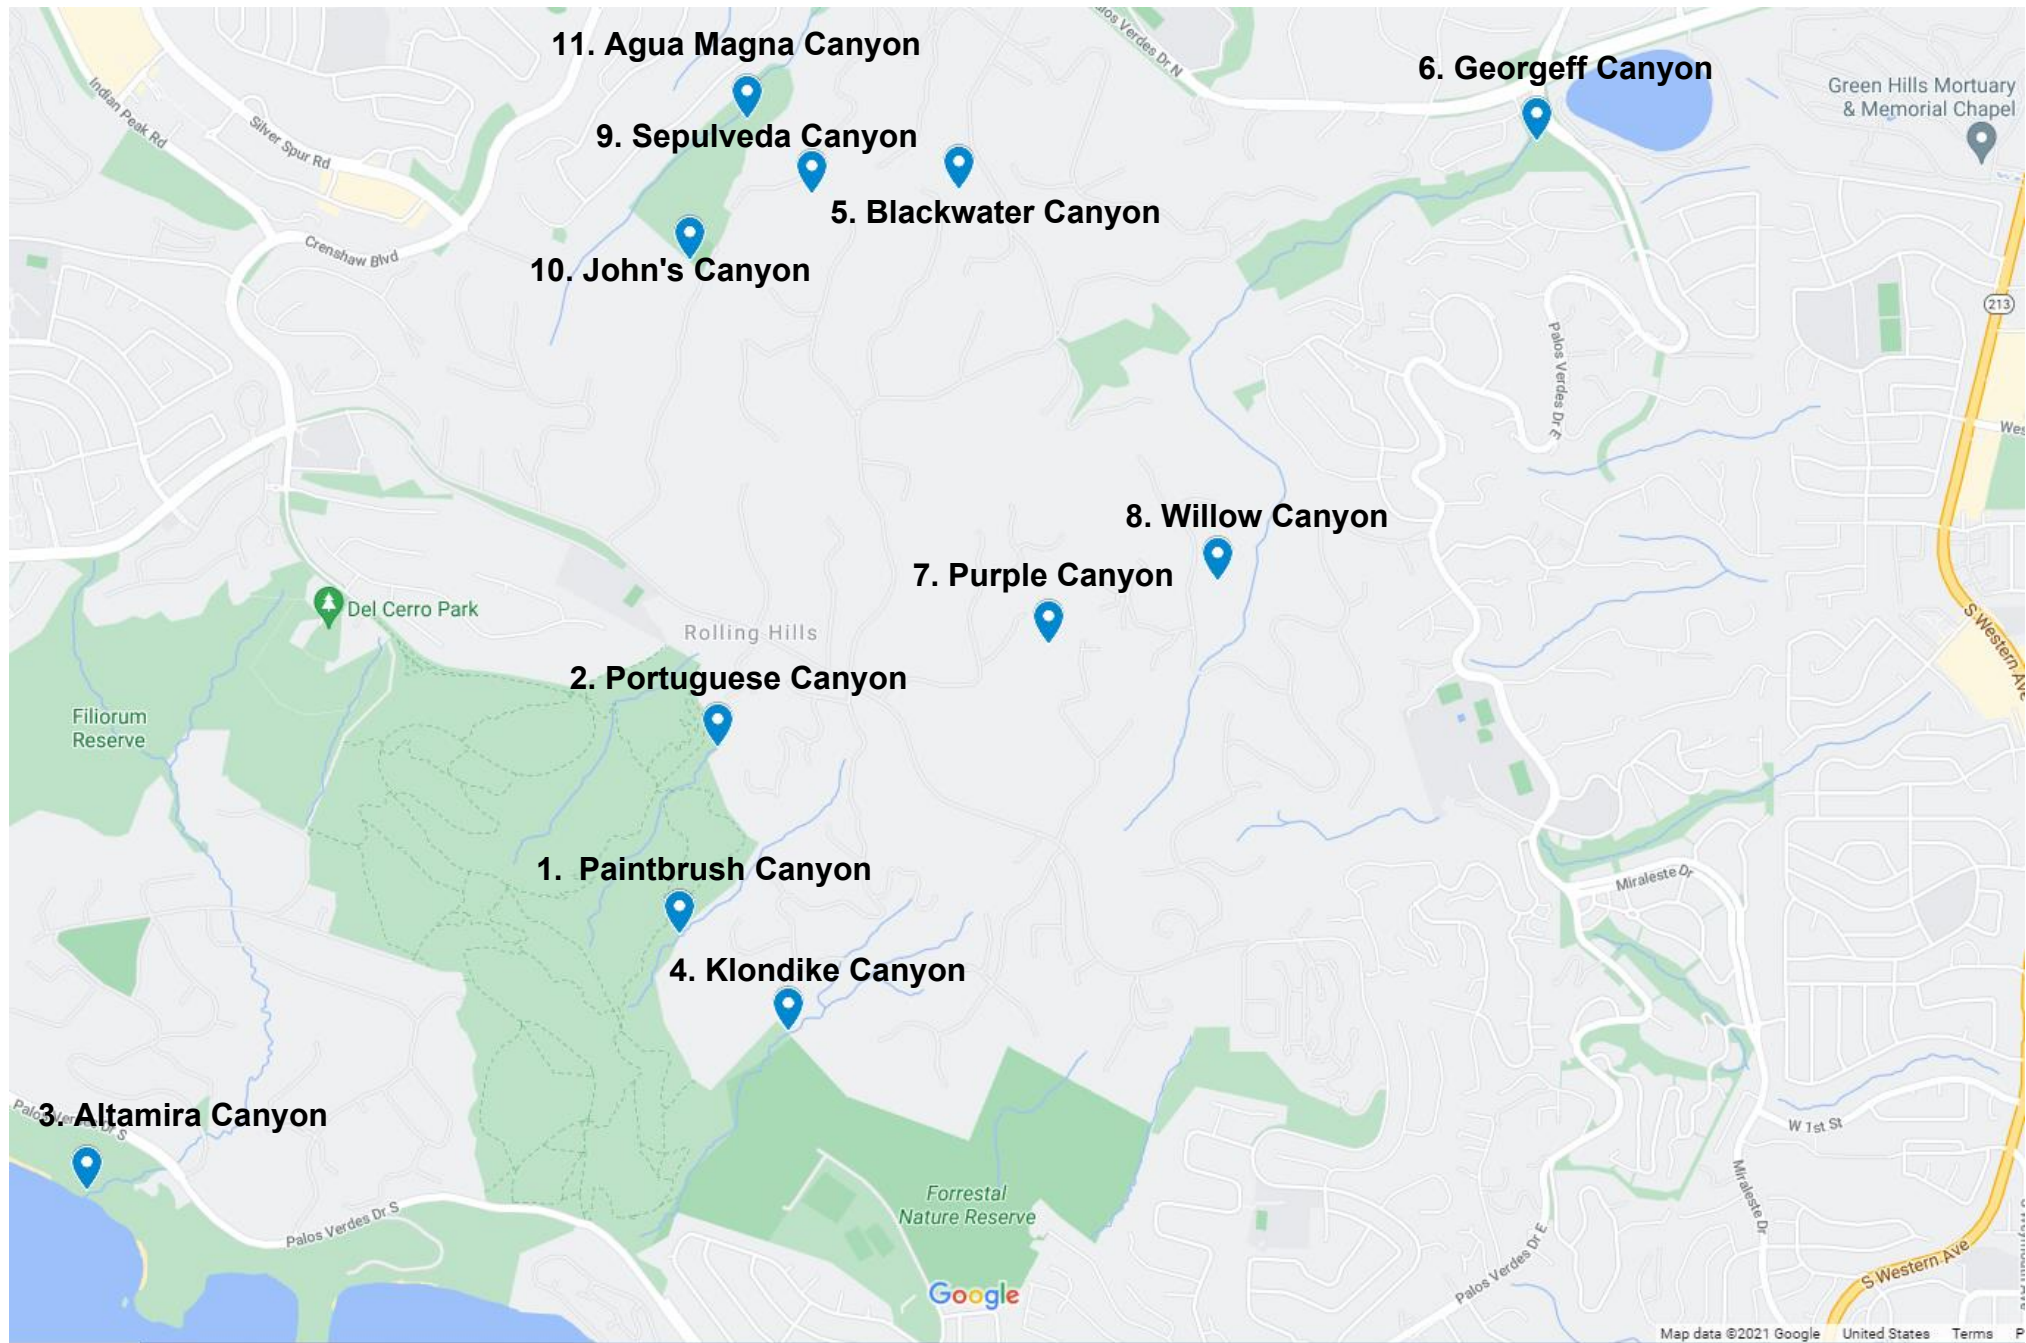 11. Agua Magna Canyon
Palos Verdes Dr N
6. Georgeff Canyon
Green Hills Mortuary
& Memorial Chapel
Indian Peak Rd
Silver Spur Rd
9. Sepulveda Canyon
5. Blackwater Canyon
Crenshaw Blvd
10. John's Canyon
213
Palos Verdes Dr E
Wes
8. Willow Canyon
7. Purple Canyon
Del Cerro Park
Rolling Hills
S Western Ave
2. Portuguese Canyon
Filiorum
Reserve
1. Paintbrush Canyon
Miraleste Dr
4. Klondike Canyon
3. Altamira Canyon
Palos Verdes Dr S
W 1st St
Miraleste Dr
Forrestal
Nature Reserve
Palos Verdes Dr S
Palos Verdes Dr E
S Western Ave
Google
Map data ©2021 Google United States Terms P